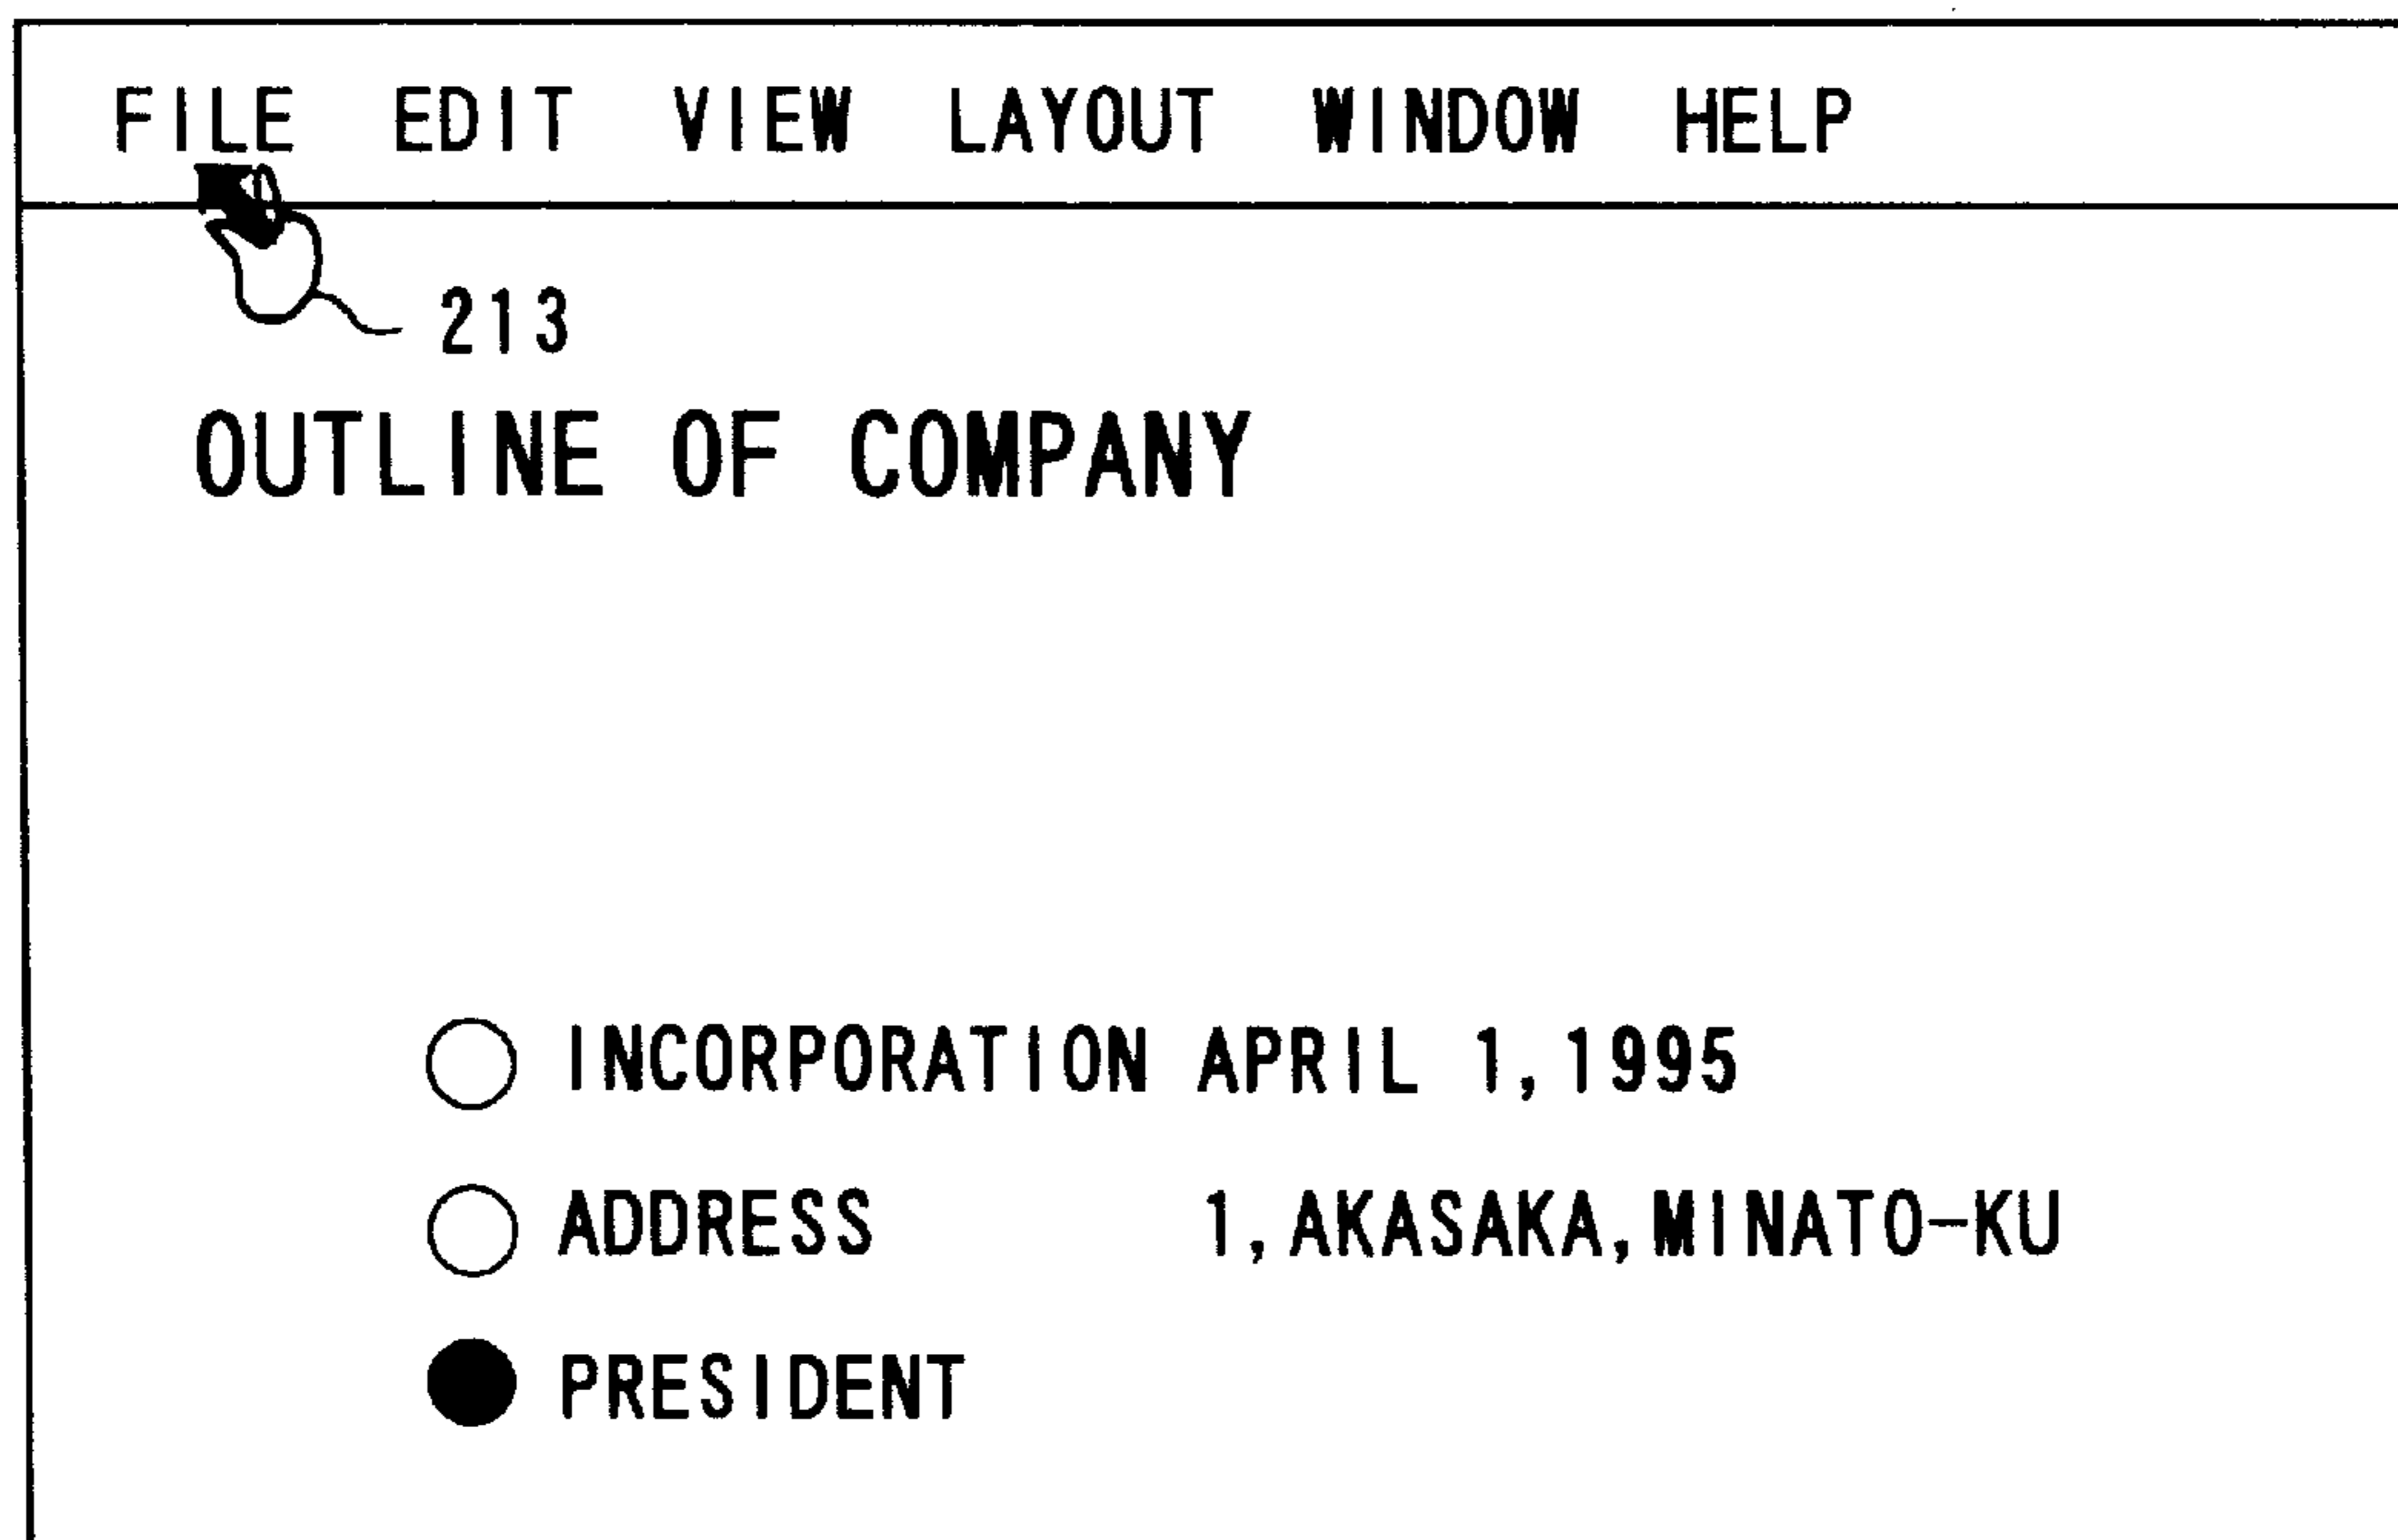 FILE EDIT VIEW LAYOUT WINDOW HELP
213
OUTLINE OF COMPANY
INCORPORATION APRIL 1,1995
ADDRESS 1,AKASAKA,MINATO-KU
PRESIDENT